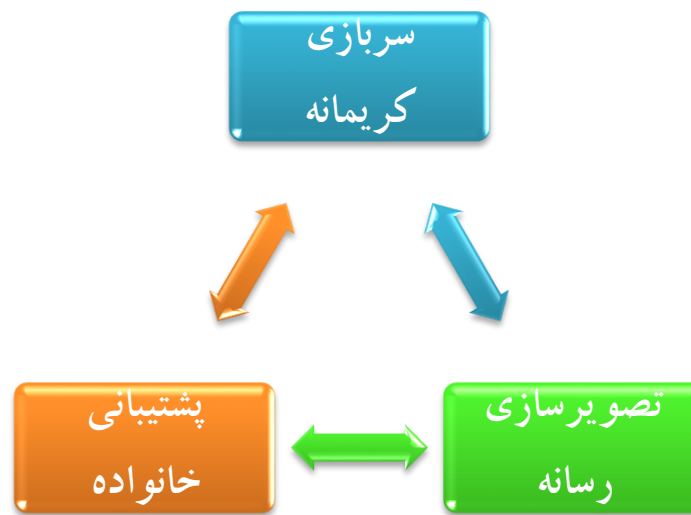 سربازی
کریمانه
پشتیبانی
خانواده
تصویرسازی
رسانه